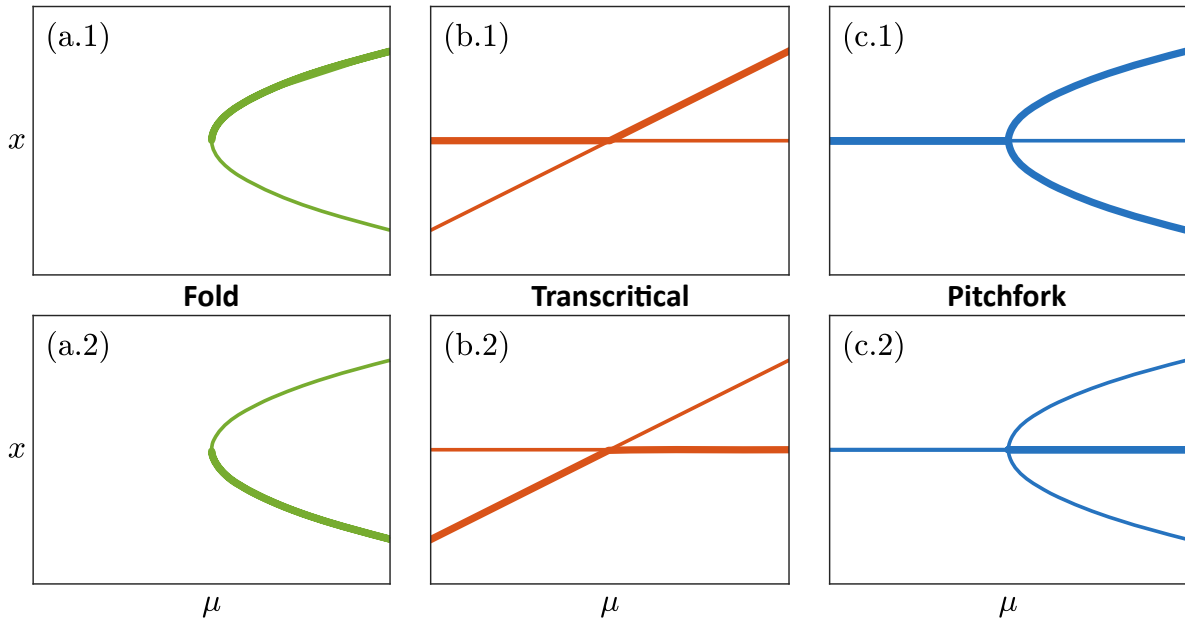 (a.1) (b.1) (c.1)
x
Fold Transcritical Pitchfork
(a.2) (b.2) (c.2)
x
μ μ μ